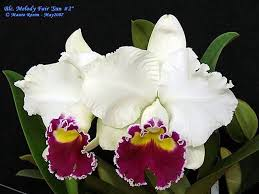 Blc. Melody Fair 'Sun #2'
© Mauro Rosim - May2007